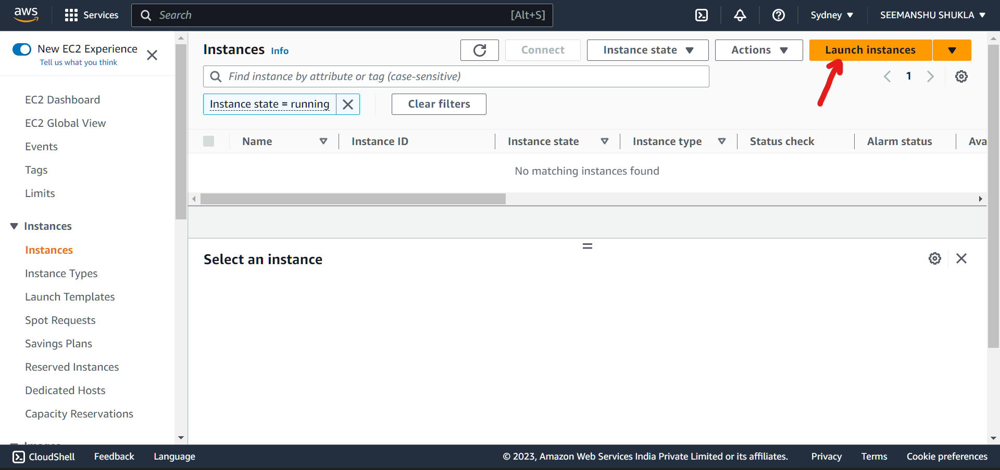 aws
Services
Search [Alt+S]
Sydney
SEEMANSHU SHUKLA
New EC2 Experience
Tell us what you think
EC2 Dashboard
EC2 Global View
Events
Tags
Limits
Instances
Instances
Instance Types
Launch Templates
Spot Requests
Savings Plans
Reserved Instances
Dedicated Hosts
Capacity Reservations
Instances Info
Connect
Instance state
Actions
Launch instances
Find instance by attribute or tag (case-sensitive)
1
Instance state = running
Clear filters
Name Instance ID Instance state Instance type Status check Alarm status Ava
No matching instances found
Select an instance
CloudShell Feedback Language © 2023, Amazon Web Services India Private Limited or its affiliates. Privacy Terms Cookie preferences